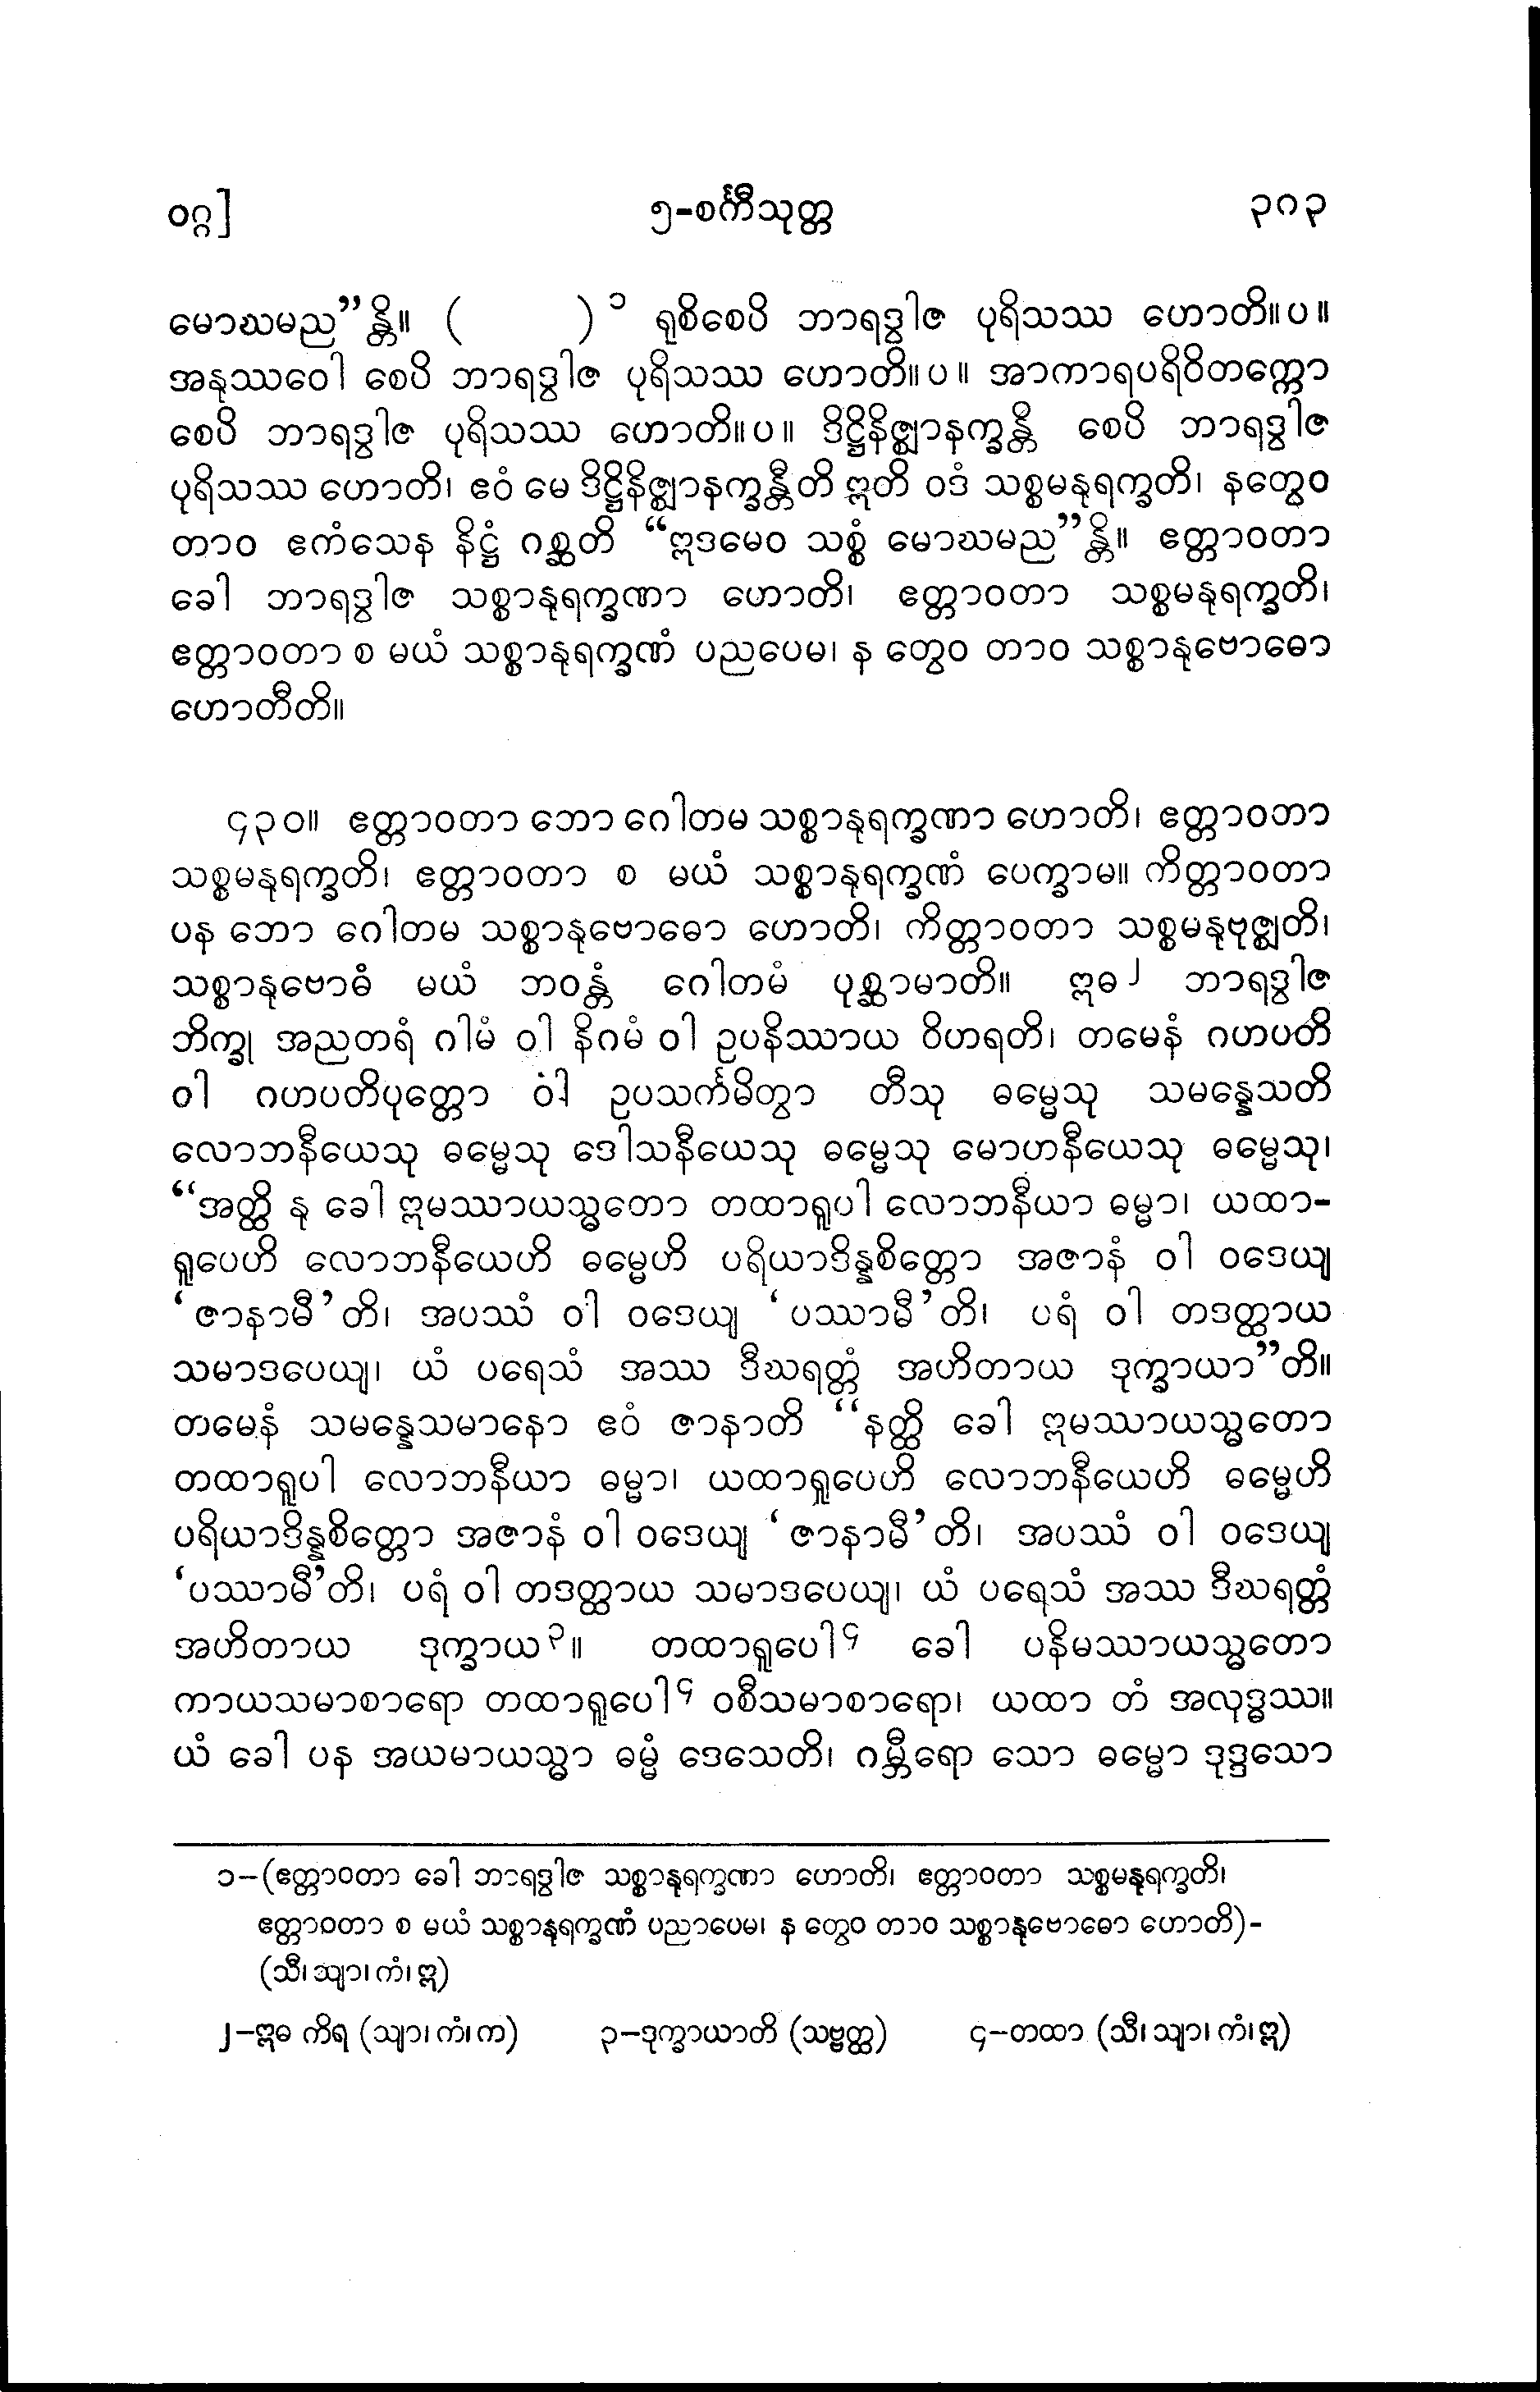 ဝဂ္ဂ] ၅-စင်္ကီသုတ္တ ၃၀၃
မောဃမည”န္တိ။ ( )၁ ရုစိစေပိ ဘာရဒွါဇ ပုရိသဿ ဟောတိ။ပ။
အနုဿဝေါ စေပိ ဘာရဒွါဇ ပုရိသဿ ဟောတိ။ပ။ အာကာရပရိဝိတက္ကော
စေပိ ဘာရဒွါဇ ပုရိသဿ ဟောတိ။ပ။ ဒိဋ္ဌိနိဇ္ဈာနက္ခန္တိ စေပိ ဘာရဒွါဇ
ပုရိသဿ ဟောတိ၊ ဧဝံ မေ ဒိဋ္ဌိနိဇ္ဈာနက္ခန္တီတိ ဣတိ ဝဒံ သစ္စမနုရက္ခတိ၊ နတွေဝ
တာဝ ဧကံသေန နိဋ္ဌံ ဂစ္ဆတိ “ဣဒမေဝ သစ္စံ မောဃမည”န္တိ။ ဧတ္တာဝတာ
ခေါ ဘာရဒွါဇ သစ္စာနုရက္ခဏာ ဟောတိ၊ ဧတ္တာဝတာ သစ္စမနုရက္ခတိ၊
ဧတ္တာဝတာ စ မယံ သစ္စာနုရက္ခဏံ ပညပေမ၊ န တွေဝ တာဝ သစ္စာနုဗောဓော
ဟောတီတိ။
၄၃၀။ ဧတ္တာဝတာ ဘော ဂေါတမ သစ္စာနုရက္ခဏာ ဟောတိ၊ ဧတ္တာဝတာ
သစ္စမနုရက္ခတိ၊ ဧတ္တာဝတာ စ မယံ သစ္စာနုရက္ခဏံ ပေက္ခာမ။ ကိတ္တာဝတာ
ပန ဘော ဂေါတမ သစ္စာနုဗောဓော ဟောတိ၊ ကိတ္တာဝတာ သစ္စမနုဗုဇ္ဈတိ၊
သစ္စာနုဗောဓံ မယံ ဘဝန္တံ ဂေါတမံ ပုစ္ဆာမာတိ။ ဣဓ၂ ဘာရဒွါဇ
ဘိက္ခု အညတရံ ဂါမံ ဝါ နိဂမံ ဝါ ဥပနိဿာယ ဝိဟရတိ၊ တမေနံ ဂဟပတိ
ဝါ ဂဟပတိပုတ္တော ဝါ ဥပသင်္ကမိတွာ တီသု ဓမ္မေသု သမန္နေသတိ
လောဘနီယေသု ဓမ္မေသု ဒေါသနီယေသု ဓမ္မေသု မောဟနီယေသု ဓမ္မေသု၊
“အတ္ထိ နု ခေါ ဣမဿာယသ္မတော တထာရူပါ လောဘနီယာ ဓမ္မာ၊ ယထာ-
ရူပေဟိ လောဘနီယေဟိ ဓမ္မေဟိ ပရိယာဒိန္နစိတ္တော အဇာနံ ဝါ ဝဒေယျ
‘ဇာနာမီ’တိ၊ အပဿံ ဝါ ဝဒေယျ ‘ပဿာမီ’တိ၊ ပရံ ဝါ တဒတ္ထာယ
သမာဒပေယျ၊ ယံ ပရေသံ အဿ ဒီဃရတ္တံ အဟိတာယ ဒုက္ခာယာ”တိ။
တမေနံ သမန္နေသမာနော ဧဝံ ဇာနာတိ “နတ္ထိ ခေါ ဣမဿာယသ္မတော
တထာရူပါ လောဘနီယာ ဓမ္မာ၊ ယထာရူပေဟိ လောဘနီယေဟိ ဓမ္မေဟိ
ပရိယာဒိန္နစိတ္တော အဇာနံ ဝါ ဝဒေယျ ‘ဇာနာမီ’တိ၊ အပဿံ ဝါ ဝဒေယျ
‘ပဿာမီ’တိ၊ ပရံ ဝါ တဒတ္ထာယ သမာဒပေယျ၊ ယံ ပရေသံ အဿ ဒီဃရတ္တံ
အဟိတာယ ဒုက္ခာယ၃။ တထာရူပေါ၄ ခေါ ပနိမဿာယသ္မတော
ကာယသမာစာရော တထာရူပေါ၄ ဝစီသမာစာရော၊ ယထာ တံ အလုဒ္ဓဿ။
ယံ ခေါ ပန အယမာယသ္မာ ဓမ္မံ ဒေသေတိ၊ ဂမ္ဘီရော သော ဓမ္မော ဒုဒ္ဒသော
၁–(ဧတ္တာဝတာ ခေါ ဘာရဒွါဇ သစ္စာနုရက္ခဏာ ဟောတိ၊ ဧတ္တာဝတာ သစ္စမနုရက္ခတိ၊
ဧတ္တာဝတာ စ မယံ သစ္စာနုရက္ခဏံ ပညာပေမ၊ န တွေဝ တာဝ သစ္စာနုဗောဓော ဟောတိ)-
(သီ၊ သျာ၊ ကံ၊ ဣ)
၂–ဣဓ ကိရ (သျာ၊ ကံ၊ က) ၃–ဒုက္ခာယာတိ (သဗ္ဗတ္ထ) ၄–တထာ (သီ၊ သျာ၊ ကံ၊ ဣ)